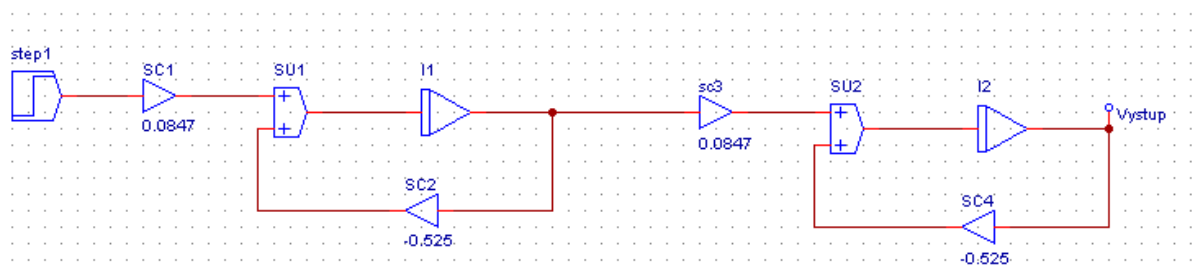 step1
SC1
0.0847
SU1
+
+
I1
SC2
-0.525
sc3
0.0847
SU2
+
+
I2
Vystup
SC4
-0.525